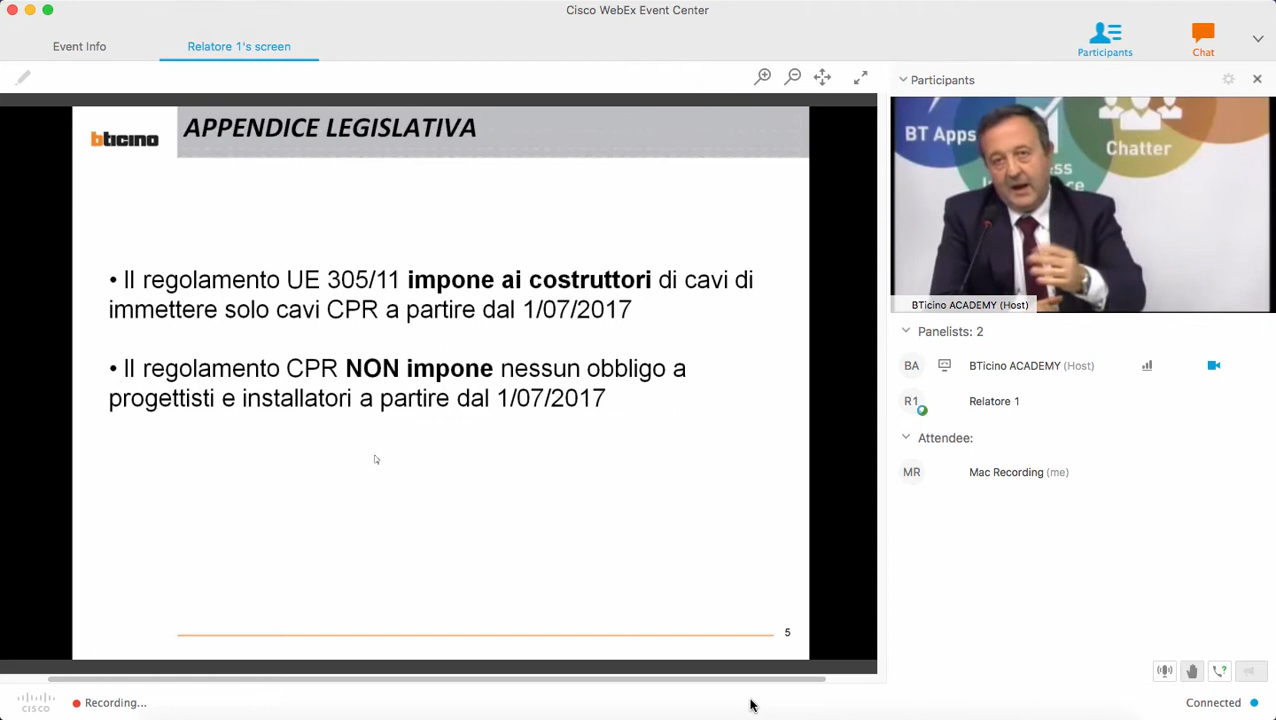 Cisco WebEx Event Center
Event Info
Relatore 1's screen
Participants
Chat
bticino
APPENDICE LEGISLATIVA
• Il regolamento UE 305/11 impone ai costruttori di cavi di
immettere solo cavi CPR a partire dal 1/07/2017
• Il regolamento CPR NON impone nessun obbligo a
progettisti e installatori a partire dal 1/07/2017
5
Participants
BT Apps
Chatter
BTicino ACADEMY (Host)
Panelists: 2
BA BTicino ACADEMY (Host)
R1 Relatore 1
Attendee:
MR Mac Recording (me)
CISCO
Recording...
Connected